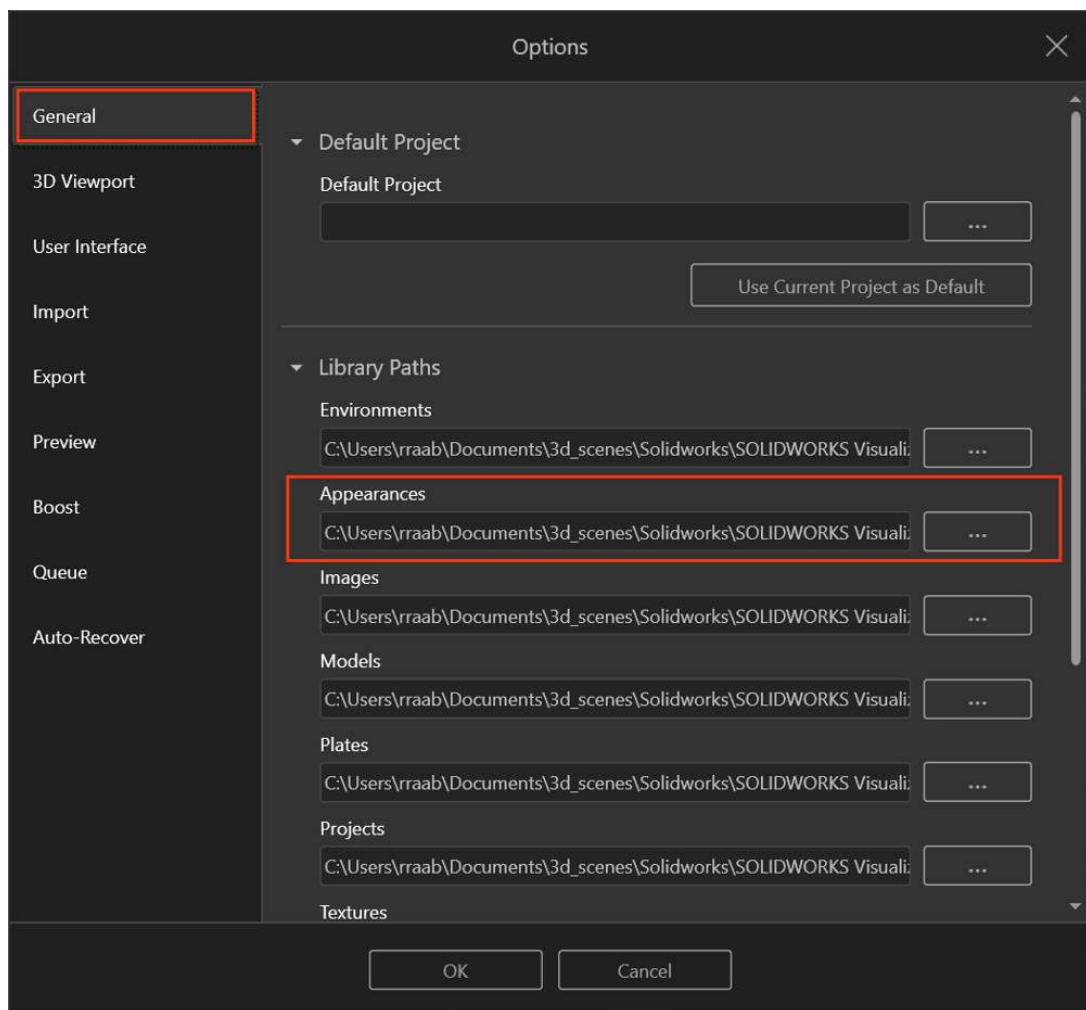 Options
General
3D Viewport
User Interface
Import
Export
Preview
Boost
Queue
Auto-Recover
Default Project
Default Project
...
Use Current Project as Default
Library Paths
Environments
C:\Users\rraab\Documents\3d_scenes\Solidworks\SOLIDWORKS Visuali
...
Appearances
C:\Users\rraab\Documents\3d_scenes\Solidworks\SOLIDWORKS Visuali
...
Images
C:\Users\rraab\Documents\3d_scenes\Solidworks\SOLIDWORKS Visuali
...
Models
C:\Users\rraab\Documents\3d_scenes\Solidworks\SOLIDWORKS Visuali
...
Plates
C:\Users\rraab\Documents\3d_scenes\Solidworks\SOLIDWORKS Visuali
...
Projects
C:\Users\rraab\Documents\3d_scenes\Solidworks\SOLIDWORKS Visuali
...
Textures
OK
Cancel